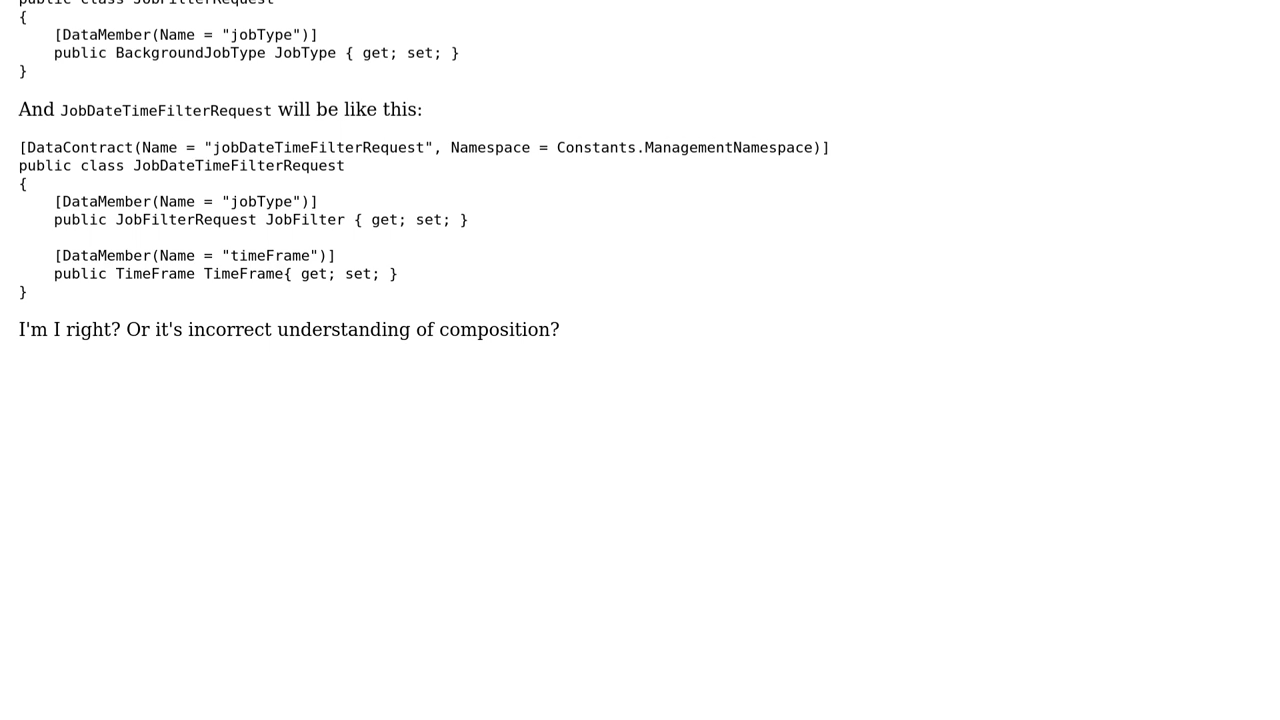 public class JobFilterRequest
{
    [DataMember(Name = "jobType")]
    public BackgroundJobType JobType { get; set; }
}
And JobDateTimeFilterRequest will be like this:
[DataContract(Name = "jobDateTimeFilterRequest", Namespace = Constants.ManagementNamespace)]
public class JobDateTimeFilterRequest
{
    [DataMember(Name = "jobType")]
    public JobFilterRequest JobFilter { get; set; }
    [DataMember(Name = "timeFrame")]
    public TimeFrame TimeFrame{ get; set; }
}
I'm I right? Or it's incorrect understanding of composition?